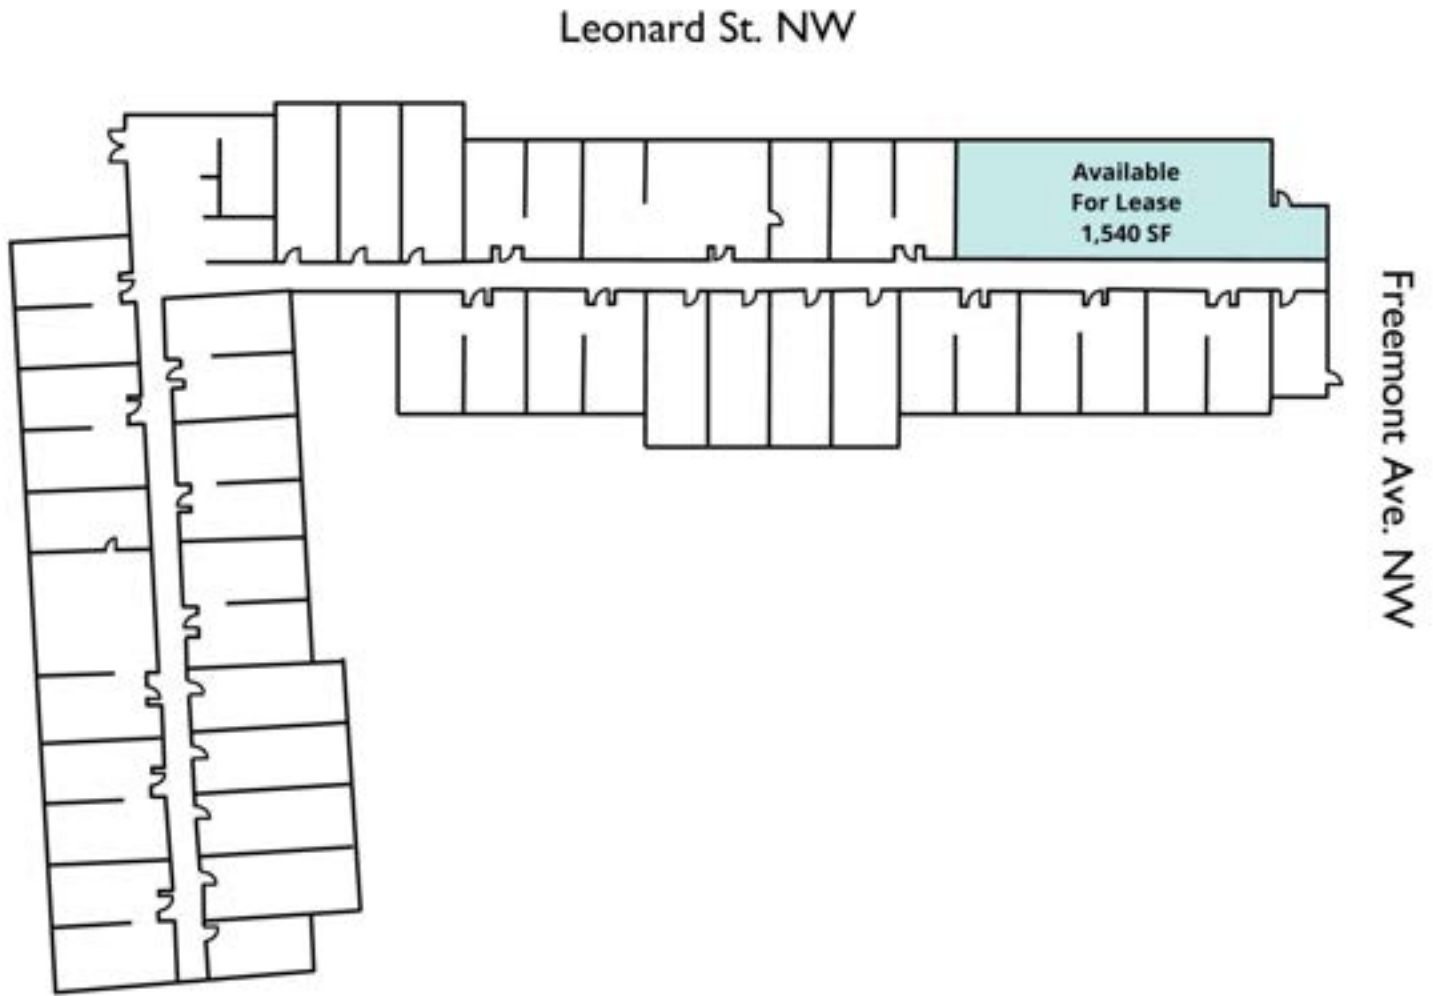 Leonard St. NW
Available
For Lease
1,540 SF
Freemont Ave. NW